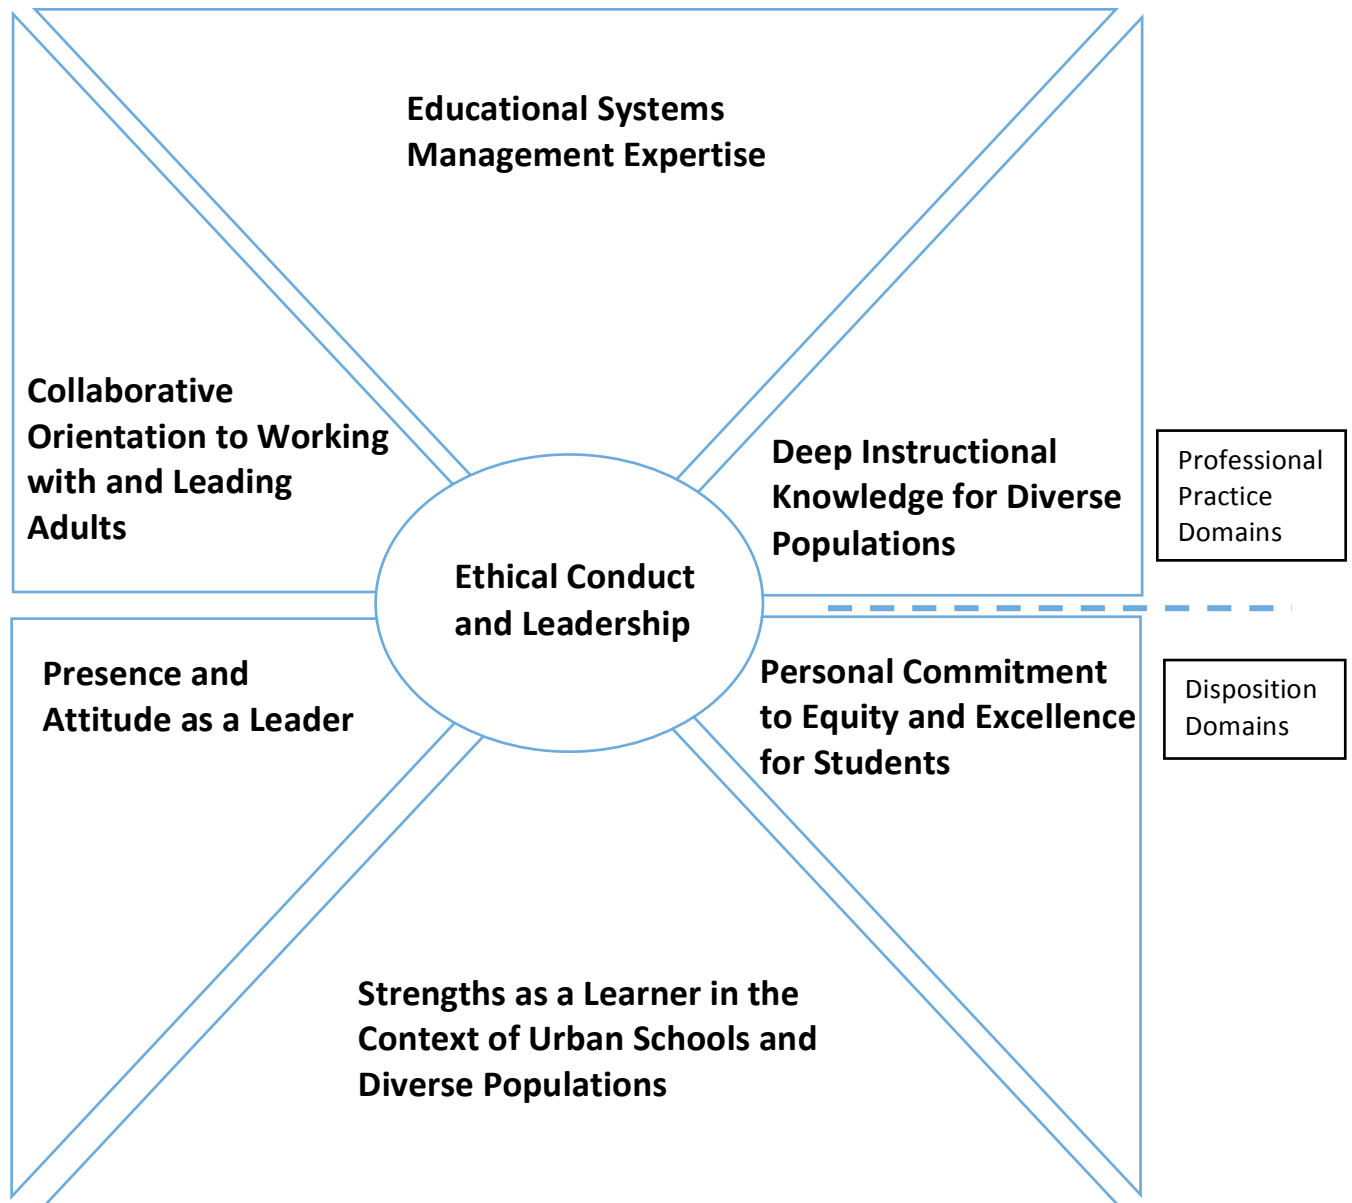 Educational Systems
Management Expertise
Collaborative
Orientation to Working
with and Leading
Adults
Deep Instructional
Knowledge for Diverse
Populations
Professional
Practice
Domains
Ethical Conduct
and Leadership
Presence and
Attitude as a Leader
Personal Commitment
to Equity and Excellence
for Students
Disposition
Domains
Strengths as a Learner in the
Context of Urban Schools and
Diverse Populations